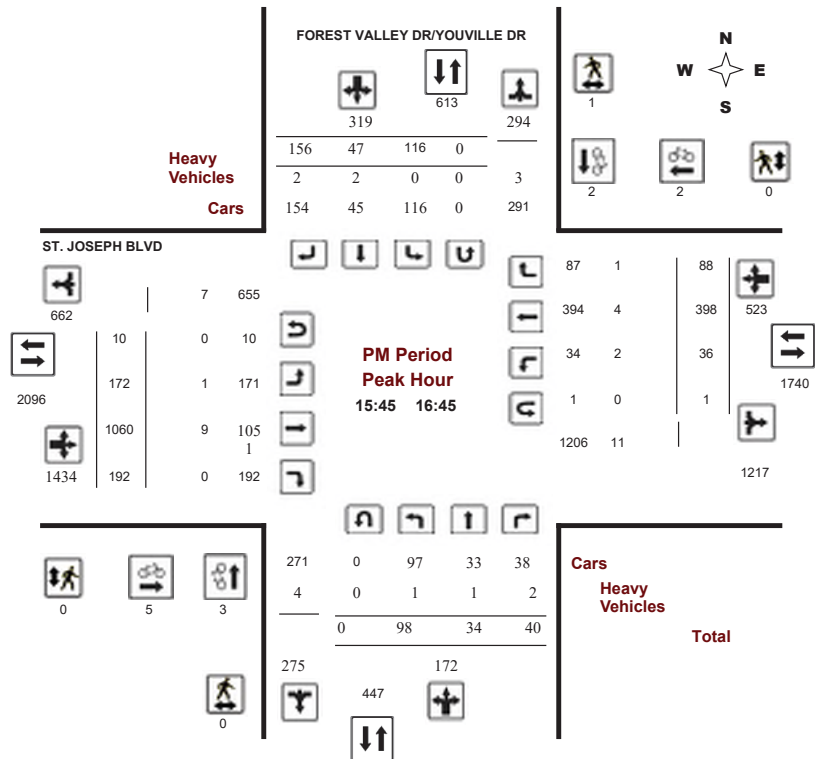 FOREST VALLEY DR/YOUVILLE DR
N
W E
S
613
1
319 294
156 47 116 0
Heavy
Vehicles
2 2 0 0 3
2 2 0
Cars 154 45 116 0 291
ST. JOSEPH BLVD
87 1 88
7 655
662
394 4 398 523
10 0 10
PM Period
Peak Hour
15:45 16:45
34 2 36
172 1 171
1740
2096
1 0 1
1060 9 105
1
1206 11
1434 192 0 192
1217
271 0 97 33 38 Cars
4 0 1 1 2 Heavy
Vehicles
0 5 3
0 98 34 40 Total
275 172
447
0